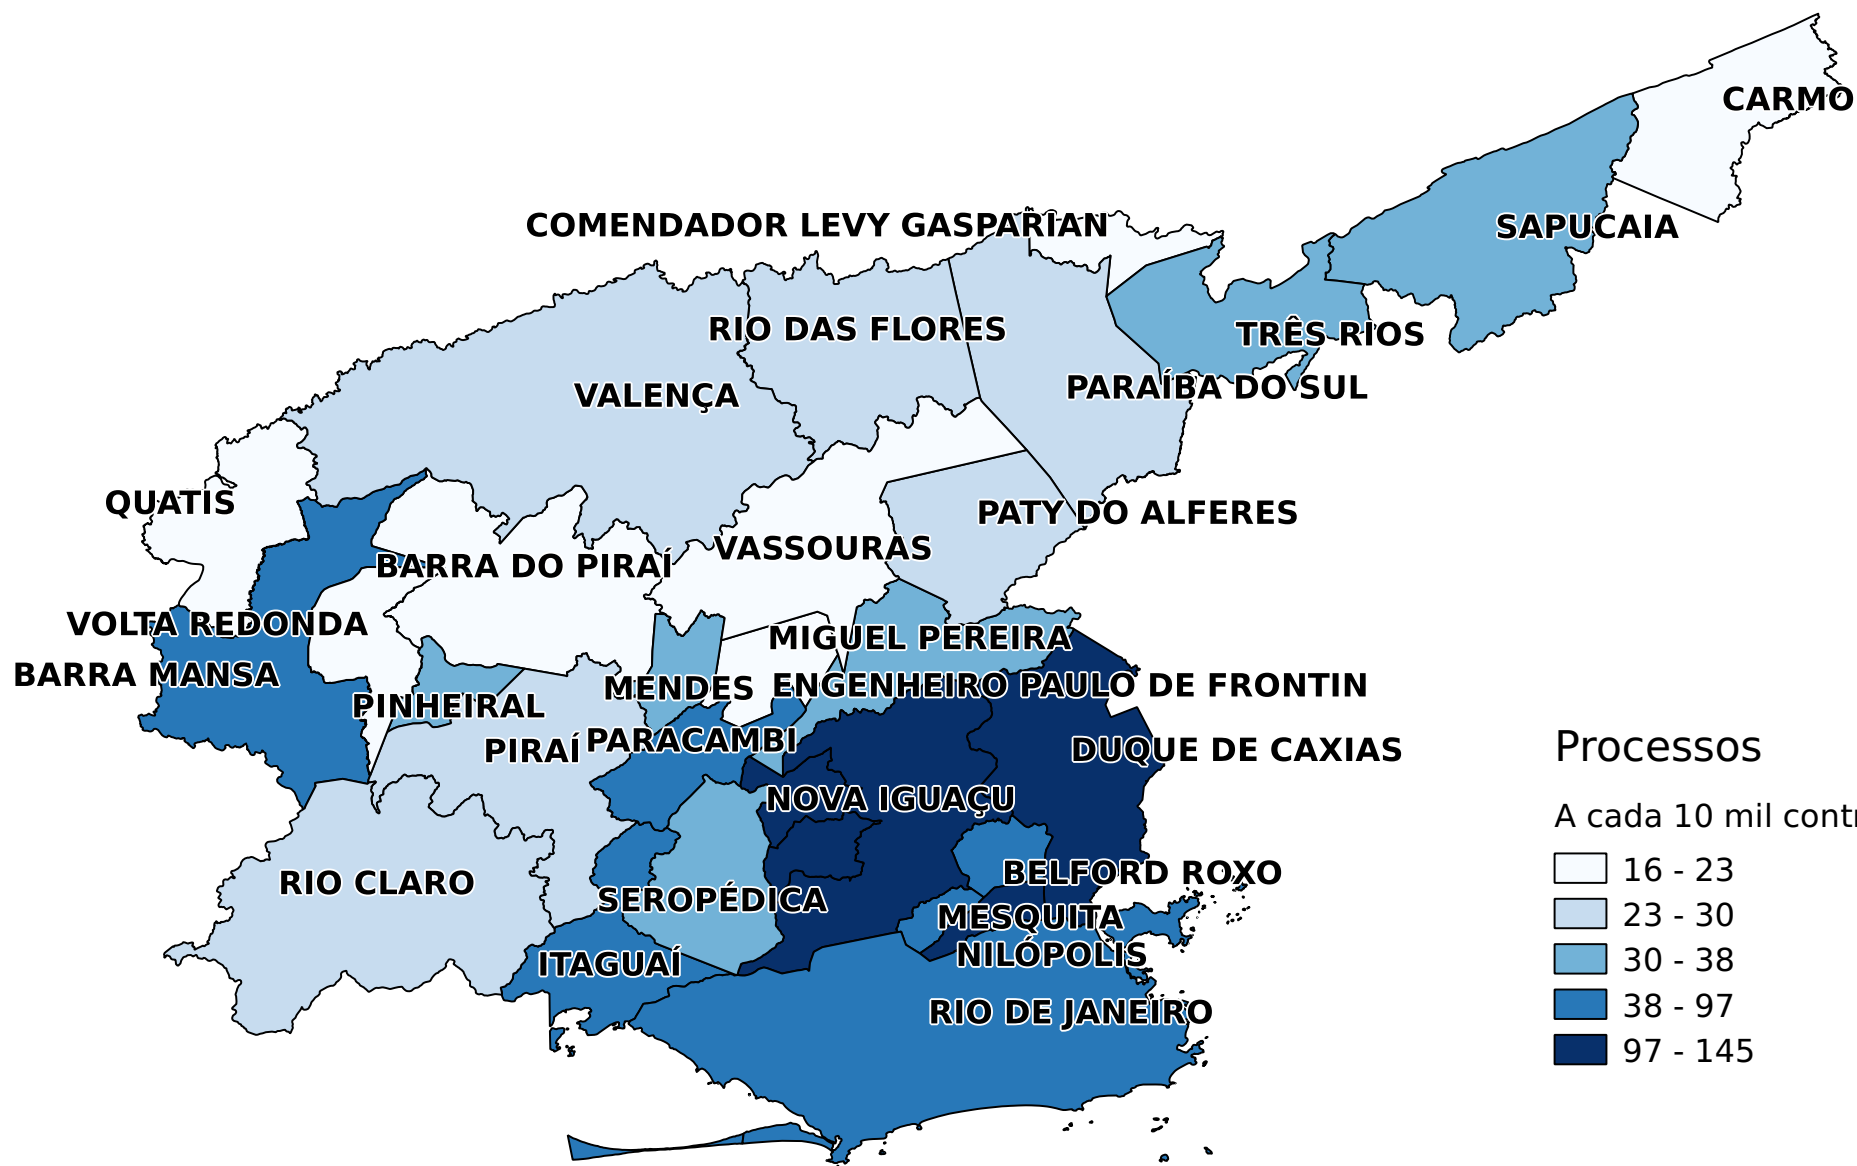 CARMO
COMENDADOR LEVY GASPARIAN
SAPUCAIA
RIO DAS FLORES
TRÊS RIOS
VALENÇA
PARAÍBA DO SUL
QUATIS
PATY DO ALFERES
VASSOURAS
BARRA DO PIRAÍ
VOLTA REDONDA
MIGUEL PEREIRA
BARRA MANSA
MENDES
ENGENHEIRO PAULO DE FRONTIN
PINHEIRAL
PIRAÍ
PARACAMBI
DUQUE DE CAXIAS
NOVA IGUAÇU
RIO CLARO
BELFORD ROXO
SEROPÉDICA
MESQUITA
NILÓPOLIS
ITAGUAÍ
RIO DE JANEIRO
Processos
A cada 10 mil contr
16 - 23
23 - 30
30 - 38
38 - 97
97 - 145